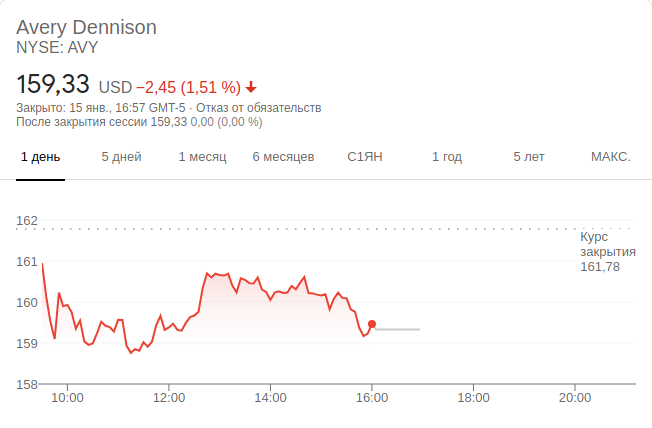 Avery Dennison
NYSE: AVY
159,33 USD −2,45 (1,51 %)
Закрыто: 15 янв., 16:57 GMT-5 · Отказ от обязательств
После закрытия сессии 159,33 0,00 (0,00 %)
1 день 5 дней 1 месяц 6 месяцев С1ЯН 1 год 5 лет МАКС.
162
Курс
закрытия
161,78
161
160
159
158
10:00 12:00 14:00 16:00 18:00 20:00